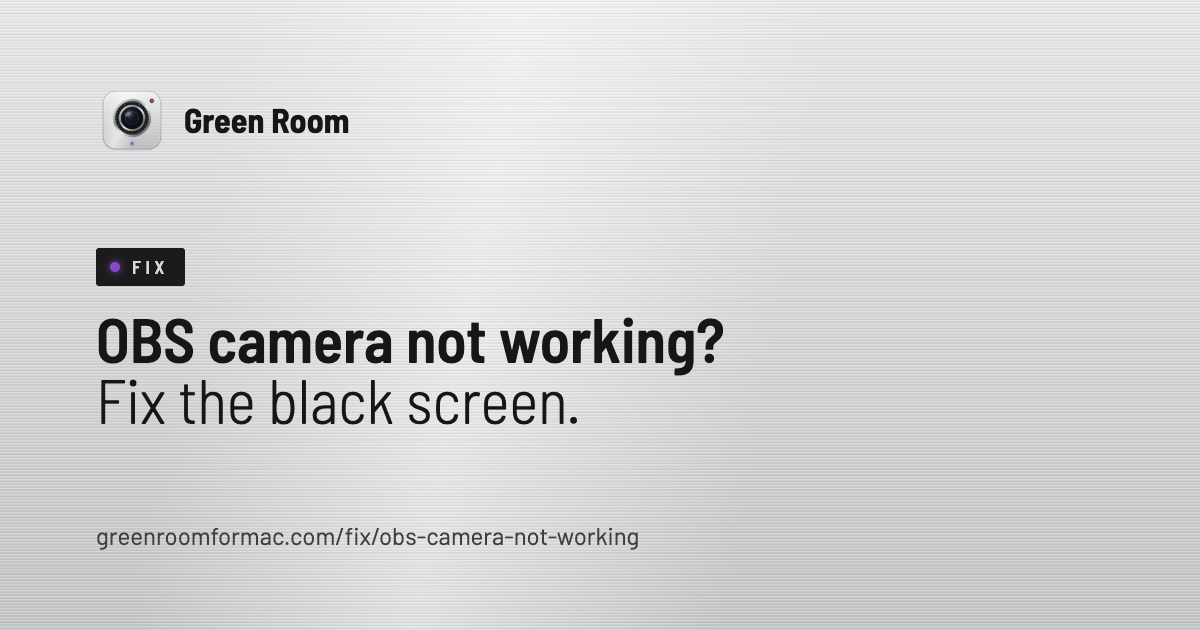 Green Room
FIX
OBS camera not working?
Fix the black screen.
greenroomformac.com/fix/obs-camera-not-working